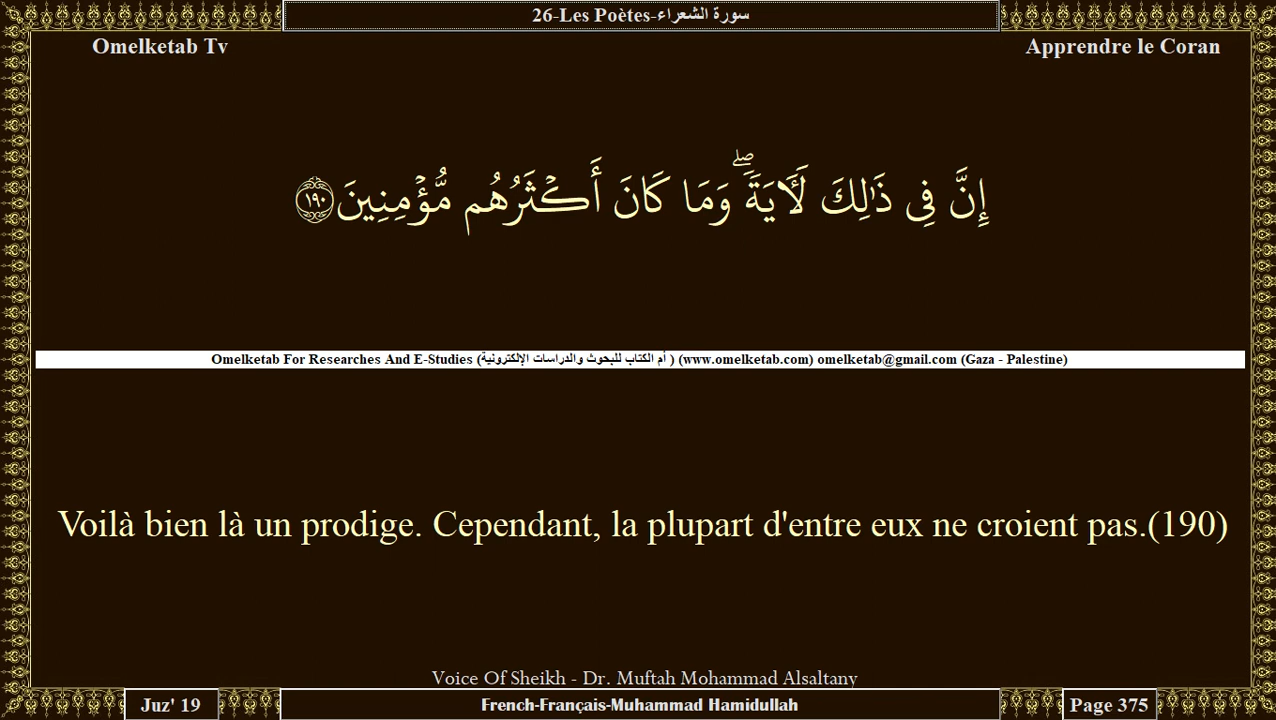 26-Les Poètes-سورة الشعراء
Omelketab Tv
Apprendre le Coran
إِنَّ فِي ذَٰلِكَ لَأٓيَةٗۖ وَمَا كَانَ أَكۡثَرُهُم مُّؤۡمِنِينَ ١٩٠
Omelketab For Researches And E-Studies (أم الكتاب للبحوث والدراسات الإلكترونية ) (www.omelketab.com) omelketab@gmail.com (Gaza - Palestine)
Voilà bien là un prodige. Cependant, la plupart d'entre eux ne croient pas.(190)
Voice Of Sheikh - Dr. Muftah Mohammad Alsaltany
Juz' 19
French-Français-Muhammad Hamidullah
Page 375